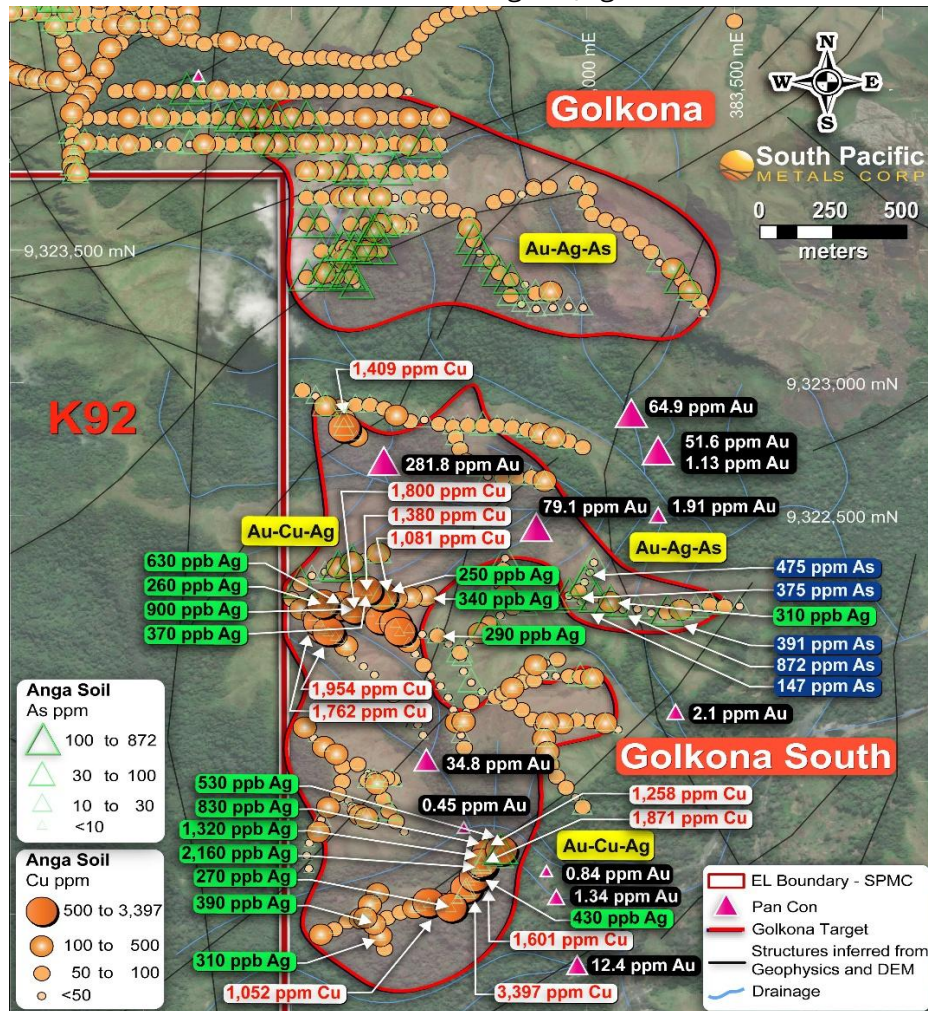 383,500 mE
,000 mE
N
W
E
S
Golkona
South Pacific
METALS CORP
0 250 500
meters
9,323,500 mN
Au-Ag-As
1,409 ppm Cu
9,323,000 mN
K92
64.9 ppm Au
51.6 ppm Au
1.13 ppm Au
281.8 ppm Au
1,800 ppm Cu
79.1 ppm Au
1.91 ppm Au
1,380 ppm Cu
9,322,500 mN
Au-Cu-Ag
1,081 ppm Cu
Au-Ag-As
630 ppb Ag
250 ppb Ag
475 ppm As
260 ppb Ag
340 ppb Ag
375 ppm As
900 ppb Ag
310 ppb Ag
370 ppb Ag
290 ppb Ag
391 ppm As
872 ppm As
147 ppm As
1,954 ppm Cu
1,762 ppm Cu
2.1 ppm Au
Anga Soil
As ppm
100 to 872
30 to 100
10 to 30
<10
Golkona South
34.8 ppm Au
530 ppb Ag
0.45 ppm Au
1,258 ppm Cu
830 ppb Ag
1,871 ppm Cu
1,320 ppb Ag
2,160 ppb Ag
Au-Cu-Ag
270 ppb Ag
0.84 ppm Au
390 ppb Ag
1.34 ppm Au
430 ppb Ag
310 ppb Ag
1,601 ppm Cu
12.4 ppm Au
1,052 ppm Cu
3,397 ppm Cu
Anga Soil
Cu ppm
500 to 3,397
100 to 500
50 to 100
<50
EL Boundary - SPMC
Pan Con
Golkona Target
Structures inferred from
Geophysics and DEM
Drainage